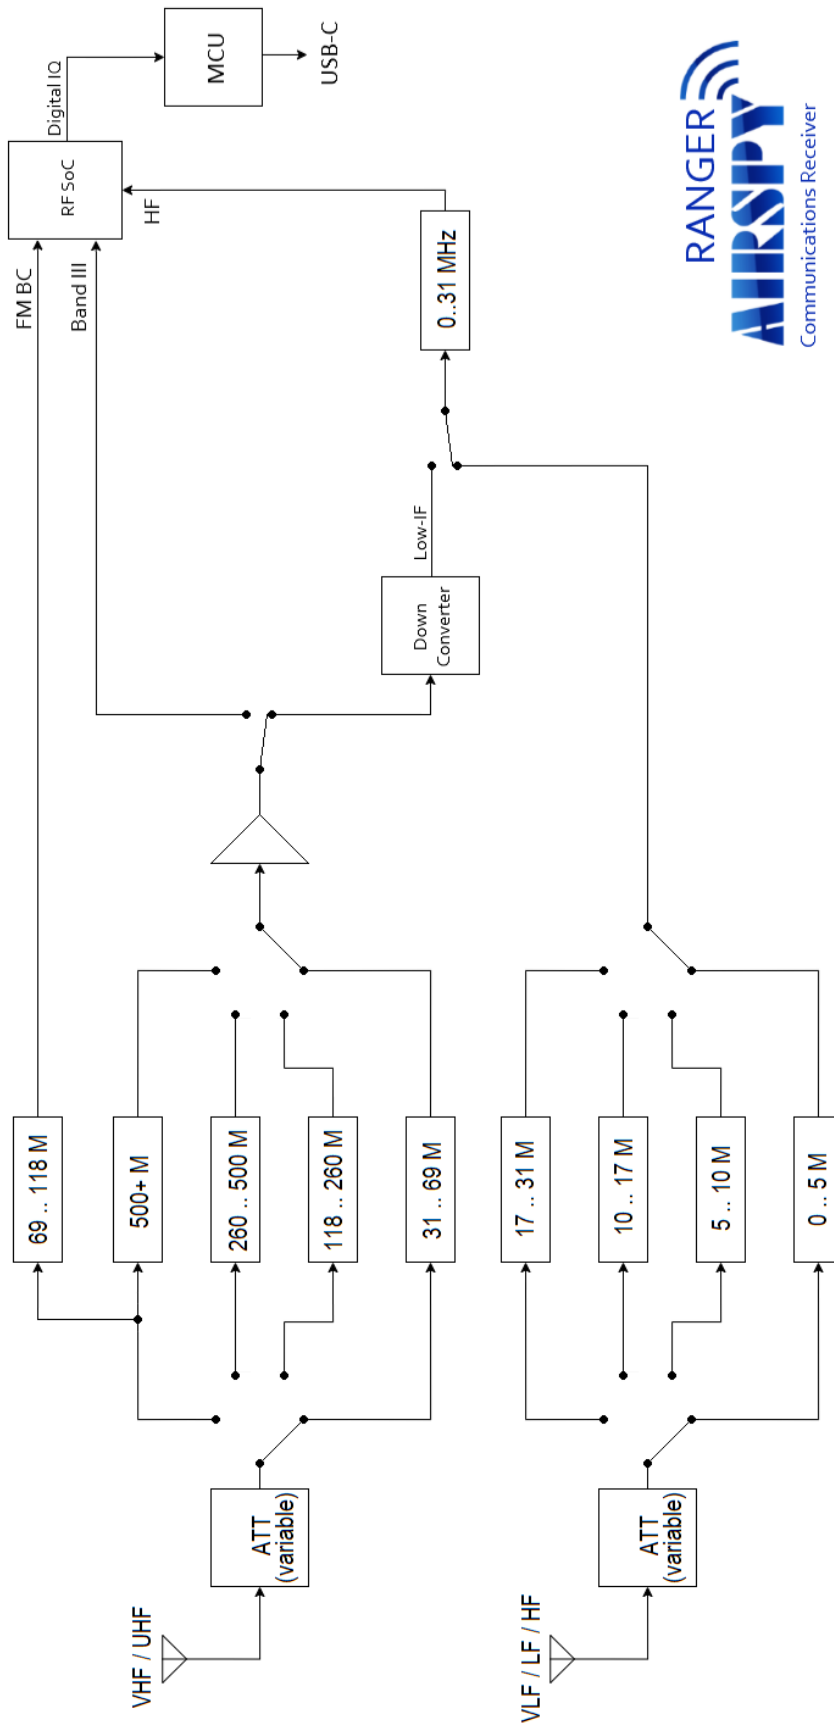 VHF / UHF
ATT
(variable)
69 .. 118 M
500+ M
260 .. 500 M
118 .. 260 M
31 .. 69 M
FM BC
Band III
Down
Converter
Low-IF
0..31 MHz
HF
RF SoC
Digital IQ
MCU
USB-C
VLF / LF / HF
ATT
(variable)
17 .. 31 M
10 .. 17 M
5 .. 10 M
0 .. 5 M
RANGER
AIRSPY
Communications Receiver